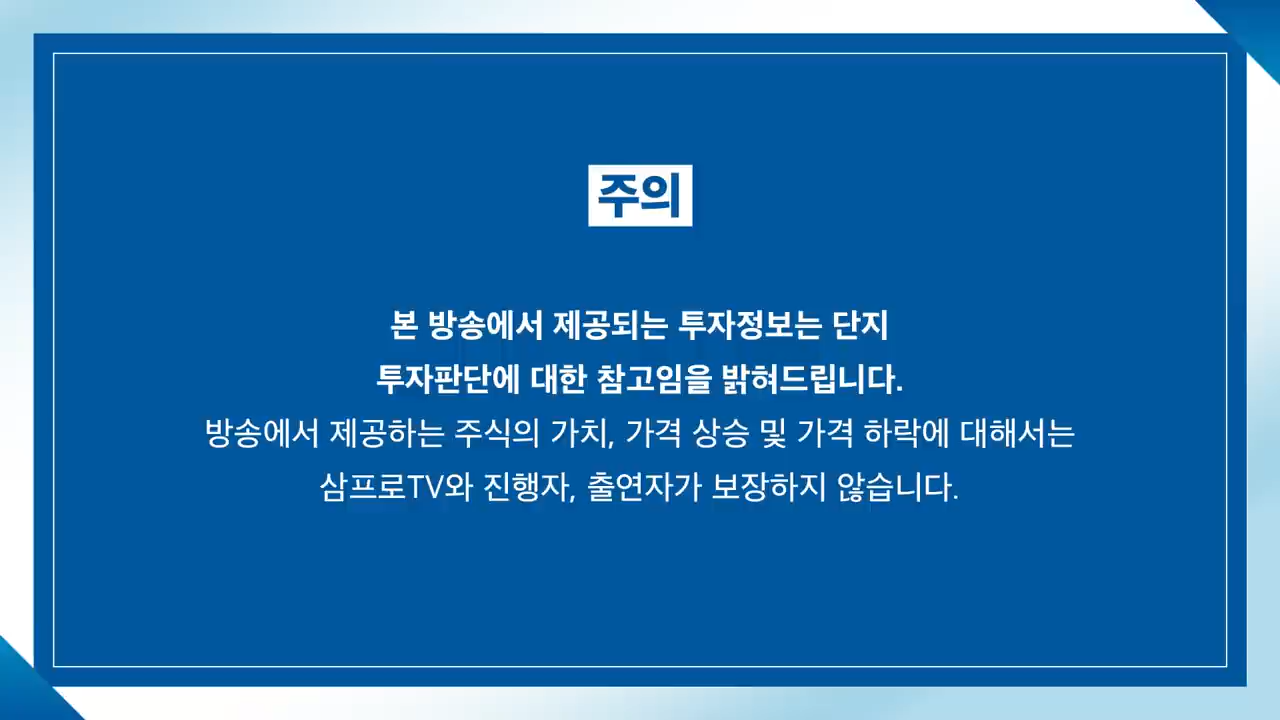 주의
본 방송에서 제공되는 투자정보는 단지
투자판단에 대한 참고임을 밝혀드립니다.
방송에서 제공하는 주식의 가치, 가격 상승 및 가격 하락에 대해서는
삼프로TV와 진행자, 출연자가 보장하지 않습니다.